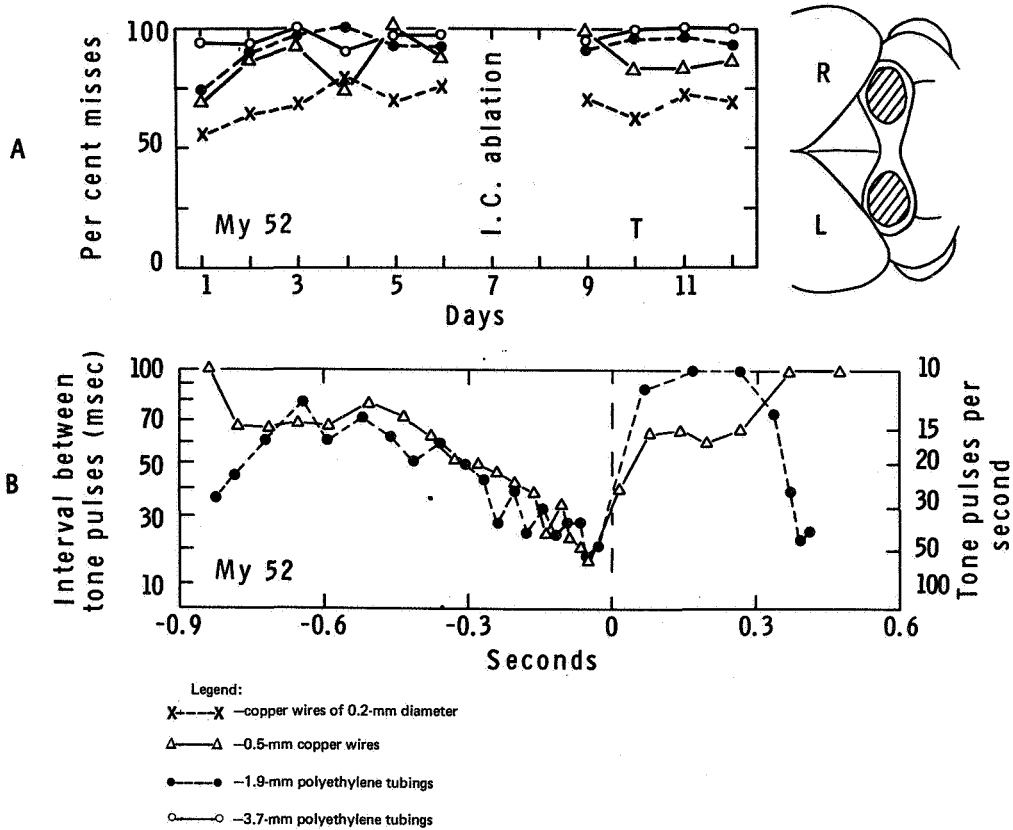 A
Per cent misses
100
50
0
My 52
I.C. ablation
T
1
3
5
7
9
11
Days
R
L
B
Interval between
tone pulses (msec)
100
70
50
30
10
My 52
10
15
20
30
50
100
Tone pulses per
second
-0.9
-0.6
-0.3
0
0.3
0.6
Seconds
Legend:
X----X –copper wires of 0.2-mm diameter
–0.5-mm copper wires
–1.9-mm polyethylene tubings
–3.7-mm polyethylene tubings